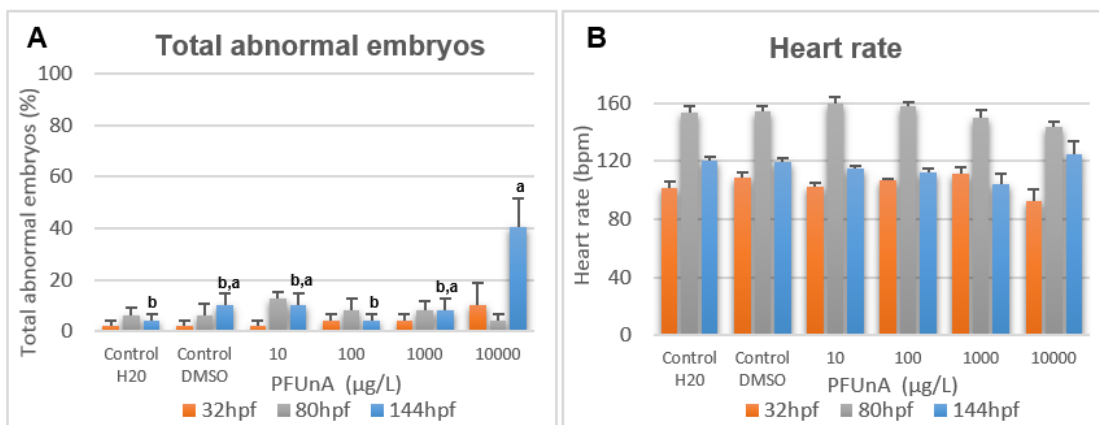 A
Total abnormal embryos
Total abnormal embryos (%)
100
80
60
40
20
0
b
b,a
b,a
b
b,a
a
Control H20
Control DMSO
10
100
1000
10000
PFUnA (µg/L)
32hpf 80hpf 144hpf
B
Heart rate
Heart rate (bpm)
160
120
80
40
0
Control H20
Control DMSO
10
100
1000
10000
PFUnA (µg/L)
32hpf 80hpf 144hpf